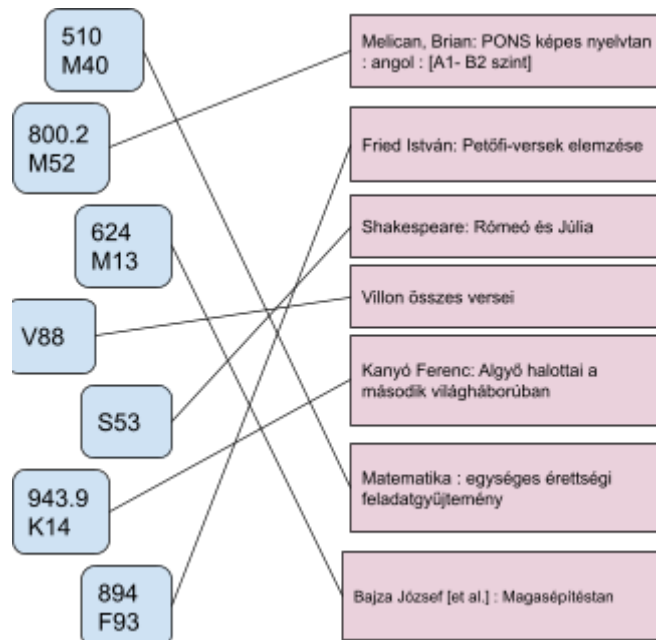 510
M40
800.2
M52
624
M13
V88
S53
943.9
K14
894
F93
Melican, Brian: PONS képes nyelvtan
: angol : [A1- B2 szint]
Fried István: Petőfi-versek elemzése
Shakespeare: Rómeó és Júlia
Villon összes versei
Kanyó Ferenc: Algyő halottai a
második világháborúban
Matematika : egységes érettségi
feladatgyűjtemény
Bajza József [et al.] : Magasépítéstan